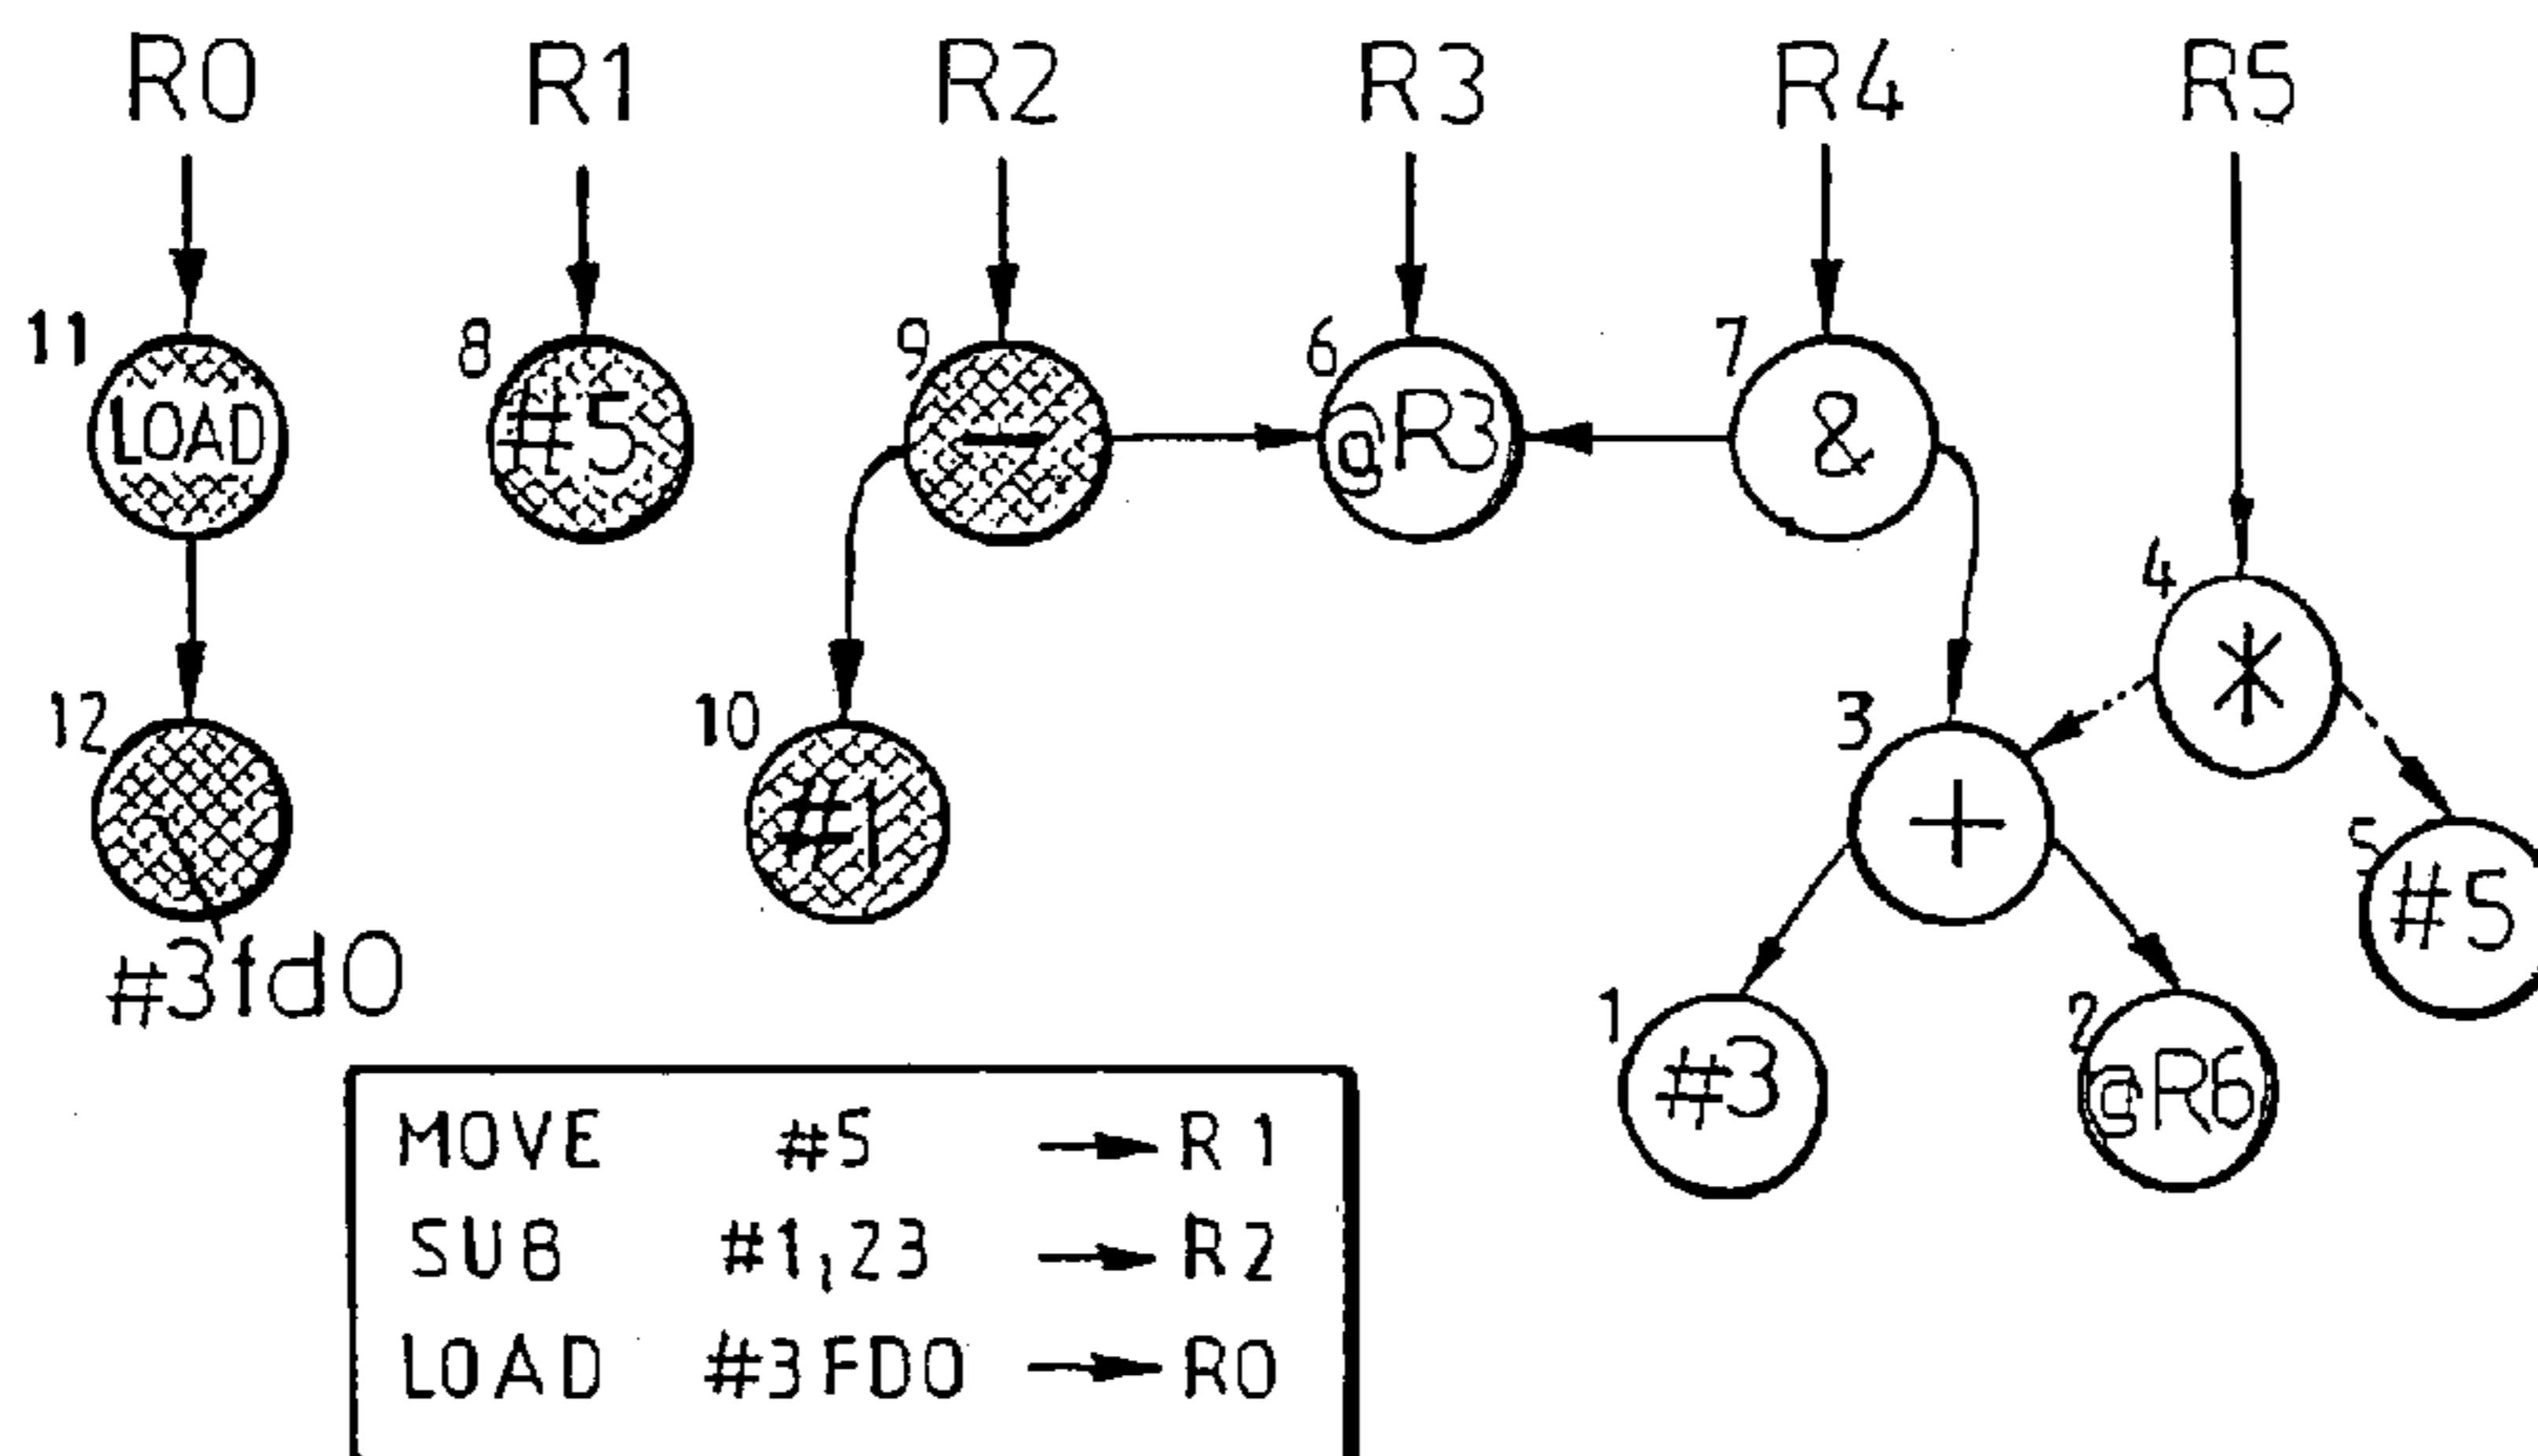 R0 R1 R2 R3 R4 R5
11 8 9 6 7
LOAD #5 - @R3 &
4
*
12 10 3
#1 + 5 #5
#3fd0
1 #3 2 @R6
MOVE #5 → R1
SUB #1,23 → R2
LOAD #3FD0 → R0